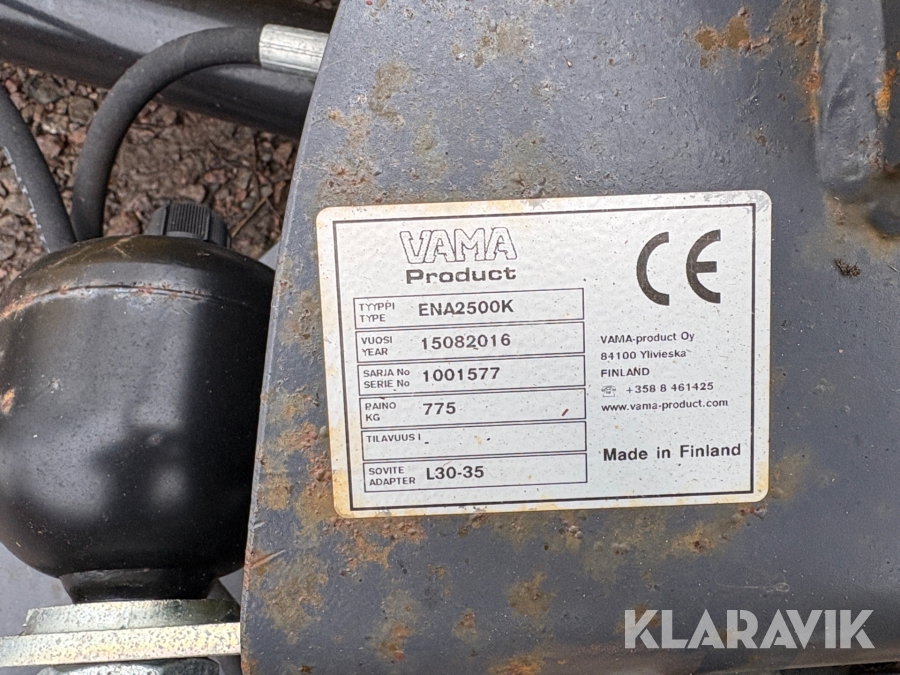 VAMA
Product
TYYPPI
TYPE
ENA2500K
VUOSI
YEAR
15082016
SARJA No
SERIE No
1001577
PAINO
KG
775
TILAVUUS l
-
SOVITE
ADAPTER
L30-35
CE
VAMA-product Oy
84100 Ylivieska
FINLAND
☏ +358 8 461425
www.vama-product.com
Made in Finland
KLARAVIK